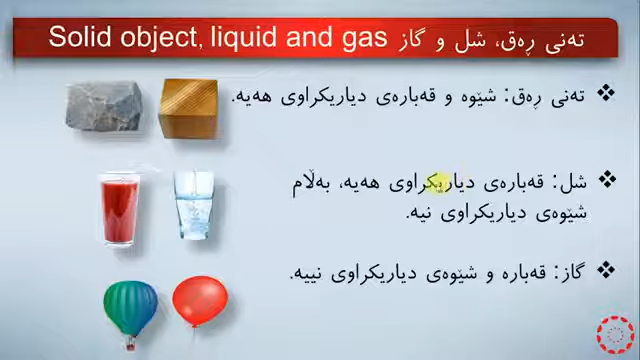 تەنی ڕەق، شل و گاز Solid object, liquid and gas
❖ تەنی ڕەق: شێوە و قەبارەی دیاریکراوی هەیە.
❖ شل: قەبارەی دیاریکراوی هەیە، بەڵام
شێوەی دیاریکراوی نیە.
❖ گاز: قەبارە و شێوەی دیاریکراوی نییە.